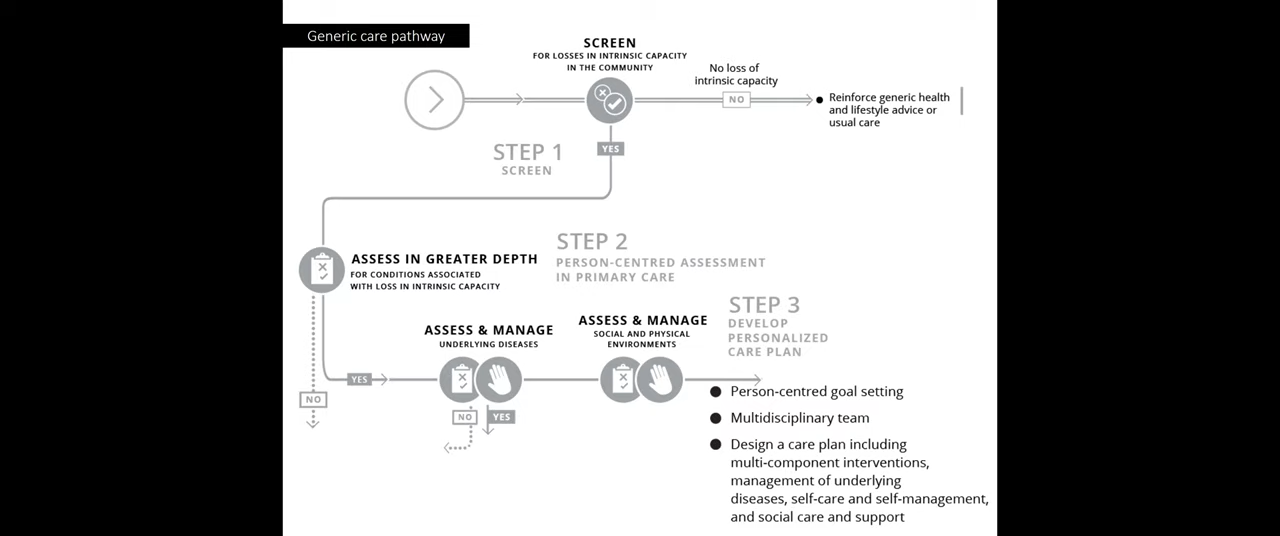 Generic care pathway
SCREEN
FOR LOSSES IN INTRINSIC CAPACITY
IN THE COMMUNITY
No loss of
intrinsic capacity
NO
Reinforce generic health
and lifestyle advice or
usual care
STEP 1
SCREEN
YES
ASSESS IN GREATER DEPTH
FOR CONDITIONS ASSOCIATED
WITH LOSS IN INTRINSIC CAPACITY
STEP 2
PERSON-CENTRED ASSESSMENT
IN PRIMARY CARE
ASSESS & MANAGE
UNDERLYING DISEASES
ASSESS & MANAGE
SOCIAL AND PHYSICAL
ENVIRONMENTS
STEP 3
DEVELOP
PERSONALIZED
CARE PLAN
YES
NO
NO
YES
Person-centred goal setting
Multidisciplinary team
Design a care plan including
multi-component interventions,
management of underlying
diseases, self-care and self-management,
and social care and support